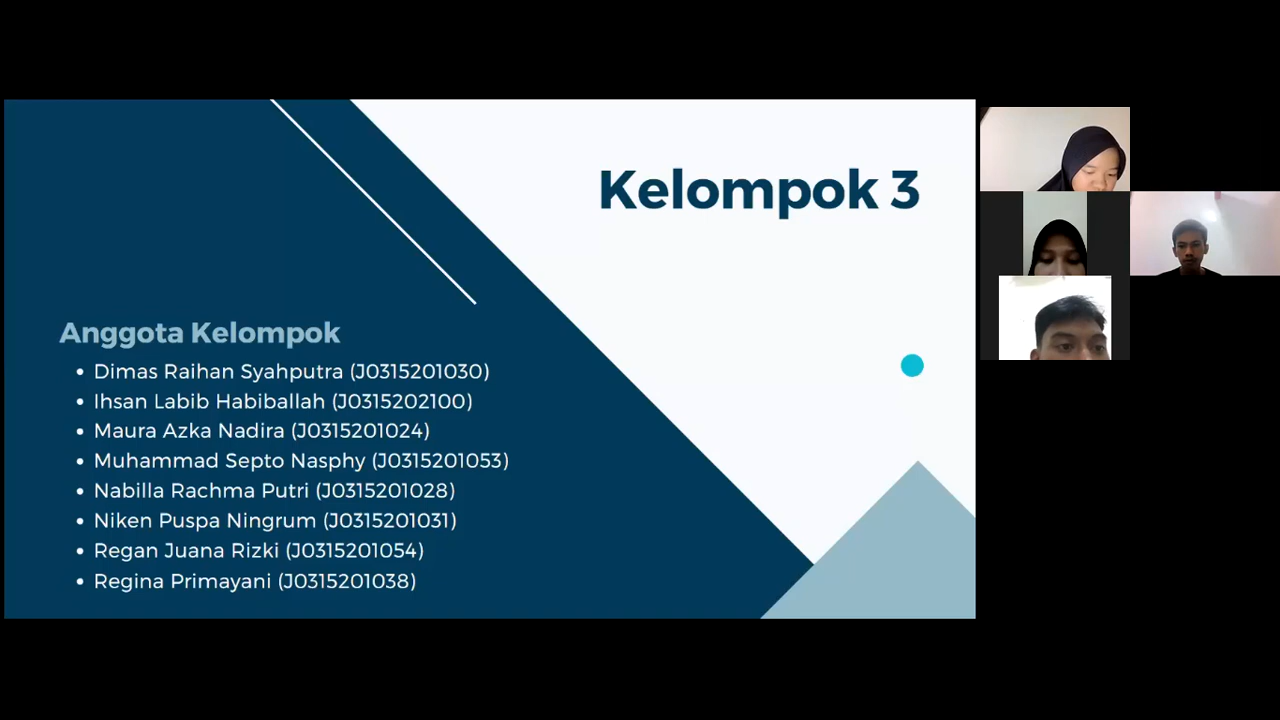 Kelompok 3
Anggota Kelompok
• Dimas Raihan Syahputra (J0315201030)
• Ihsan Labib Habiballah (J0315202100)
• Maura Azka Nadira (J0315201024)
• Muhammad Septo Nasphy (J0315201053)
• Nabilla Rachma Putri (J0315201028)
• Niken Puspa Ningrum (J0315201031)
• Regan Juana Rizki (J0315201054)
• Regina Primayani (J0315201038)